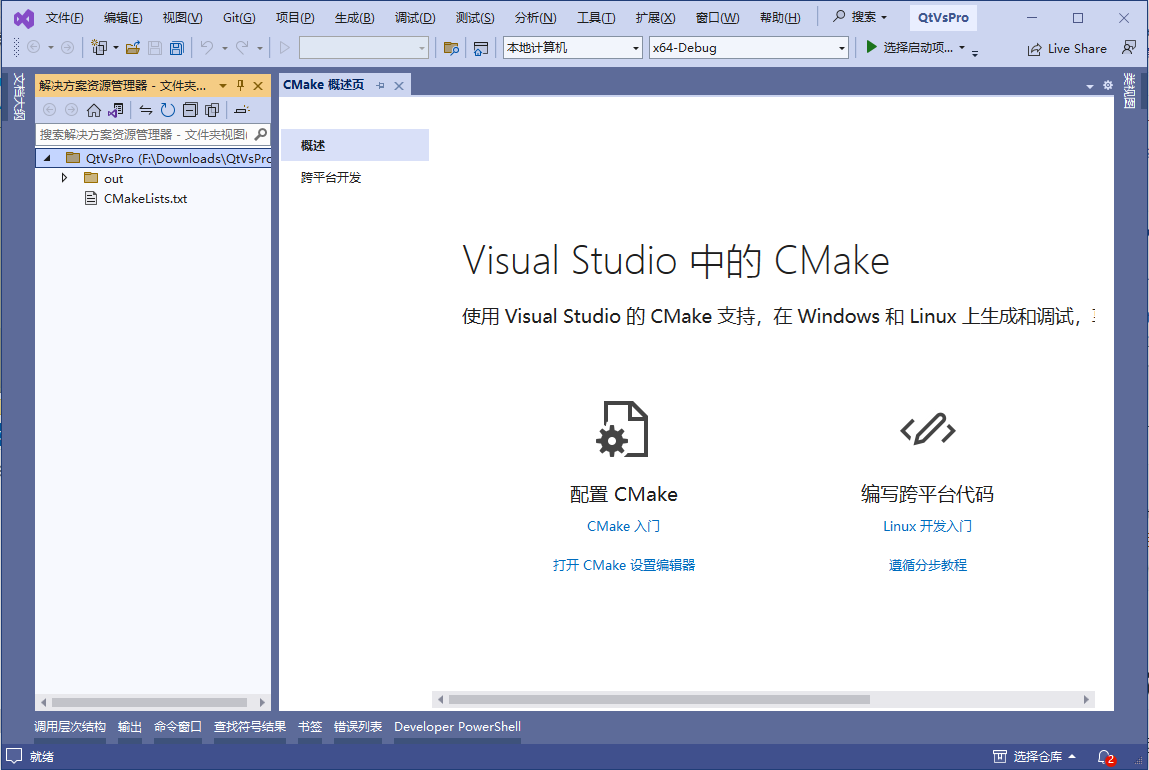 文件(F) 编辑(E) 视图(V) Git(G) 项目(P) 生成(B) 调试(D) 测试(S) 分析(N) 工具(T) 扩展(X) 窗口(W) 帮助(H) 搜索 QtVsPro
本地计算机 x64-Debug 选择启动项... Live Share
文档大纲
解决方案资源管理器 - 文件夹...
搜索解决方案资源管理器 - 文件夹视图(
QtVsPro (F:\Downloads\QtVsPro
out
CMakeLists.txt
CMake 概述页
类视图
概述
跨平台开发
Visual Studio 中的 CMake
使用 Visual Studio 的 CMake 支持，在 Windows 和 Linux 上生成和调试，
配置 CMake
CMake 入门
打开 CMake 设置编辑器
编写跨平台代码
Linux 开发入门
遵循分步教程
调用层次结构 输出 命令窗口 查找符号结果 书签 错误列表 Developer PowerShell
就绪 选择仓库 2